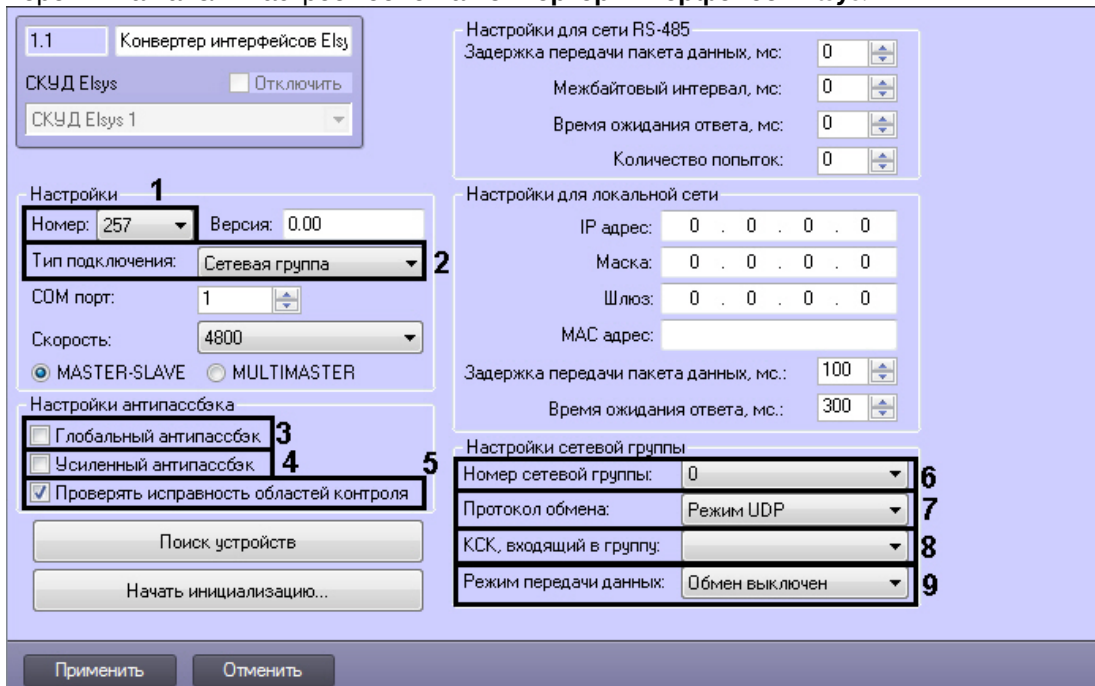 1.1 Конвертер интерфейсов Elsy
СКУД Elsys Отключить
СКУД Elsys 1
Настройки 1
Номер: 257 Версия: 0.00
Тип подключения: Сетевая группа 2
COM порт: 1
Скорость: 4800
MASTER-SLAVE MULTIMASTER
Настройки антипассбэка
Глобальный антипассбэк 3
Усиленный антипассбэк 4
Проверять исправность областей контроля 5
Поиск устройств
Начать инициализацию...
Настройки для сети RS-485
Задержка передачи пакета данных, мс: 0
Межбайтовый интервал, мс: 0
Время ожидания ответа, мс: 0
Количество попыток: 0
Настройки для локальной сети
IP адрес: 0 . 0 . 0 . 0
Маска: 0 . 0 . 0 . 0
Шлюз: 0 . 0 . 0 . 0
MAC адрес:
Задержка передачи пакета данных, мс.: 100
Время ожидания ответа, мс.: 300
Настройки сетевой группы
Номер сетевой группы: 0 6
Протокол обмена: Режим UDP 7
КСК, входящий в группу: 8
Режим передачи данных: Обмен выключен 9
Применить Отменить